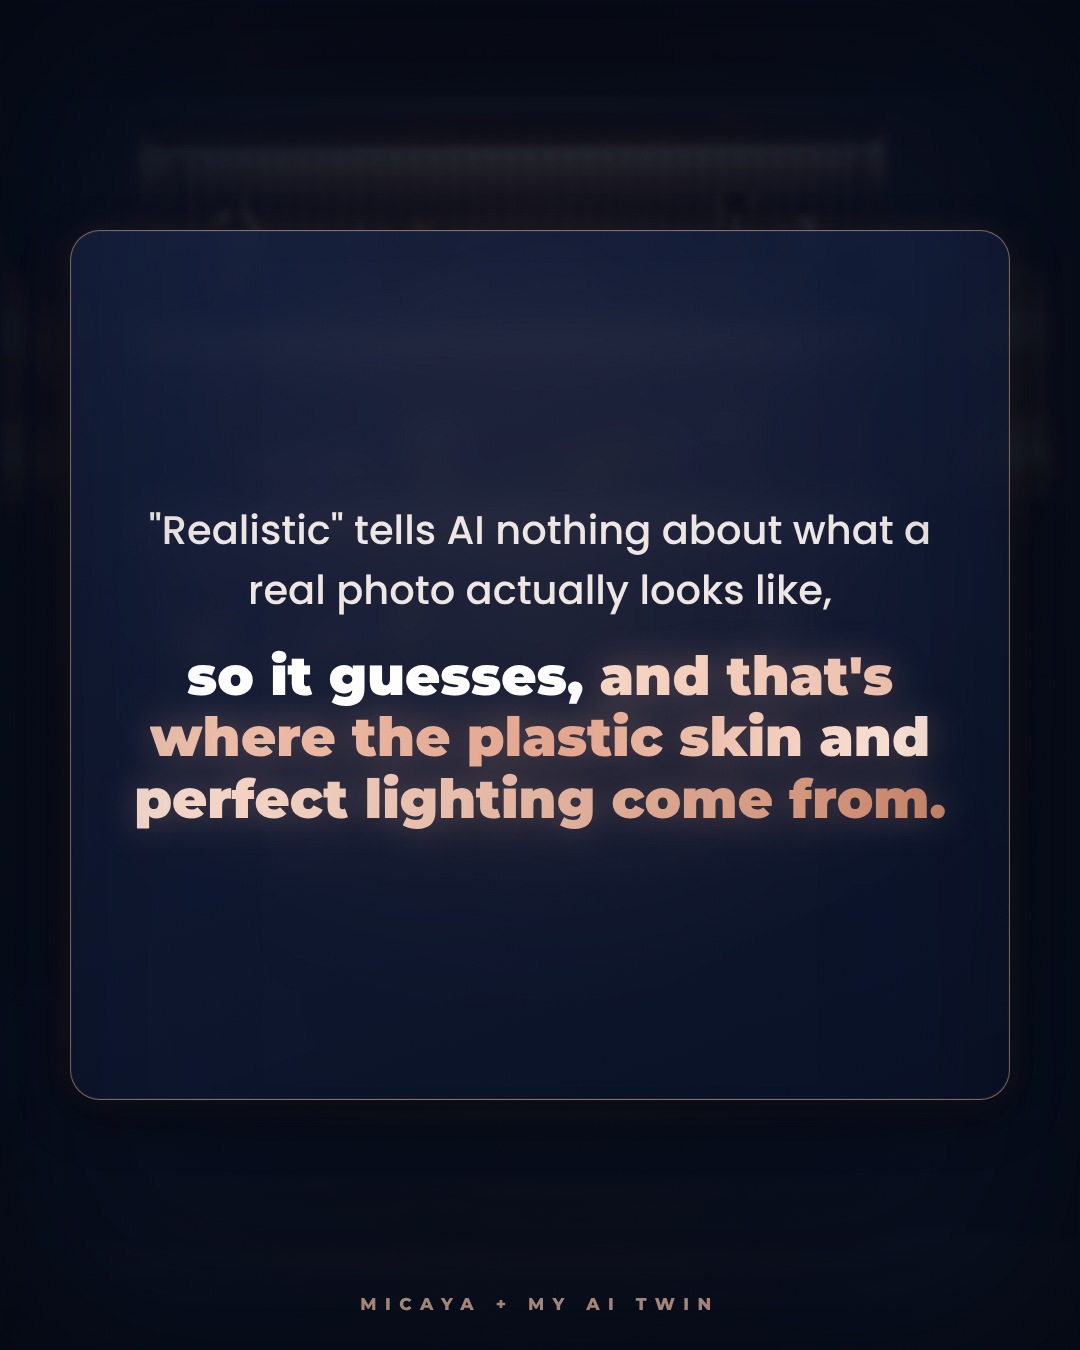 "Realistic" tells AI nothing about what a
real photo actually looks like,
so it guesses, and that's
where the plastic skin and
perfect lighting come from.
MICAYA + MY AI TWIN